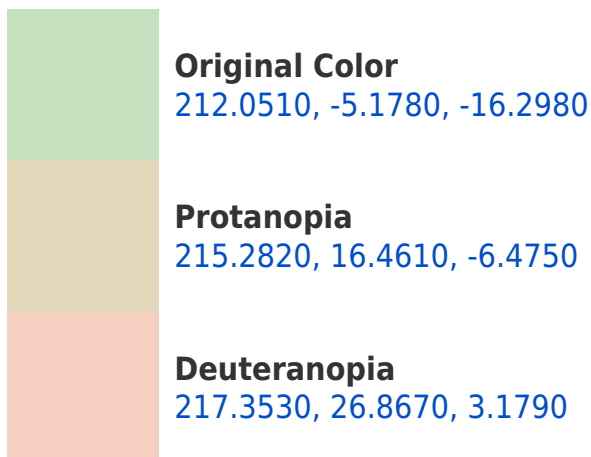 Original Color
212.0510, -5.1780, -16.2980
Protanopia
215.2820, 16.4610, -6.4750
Deuteranopia
217.3530, 26.8670, 3.1790